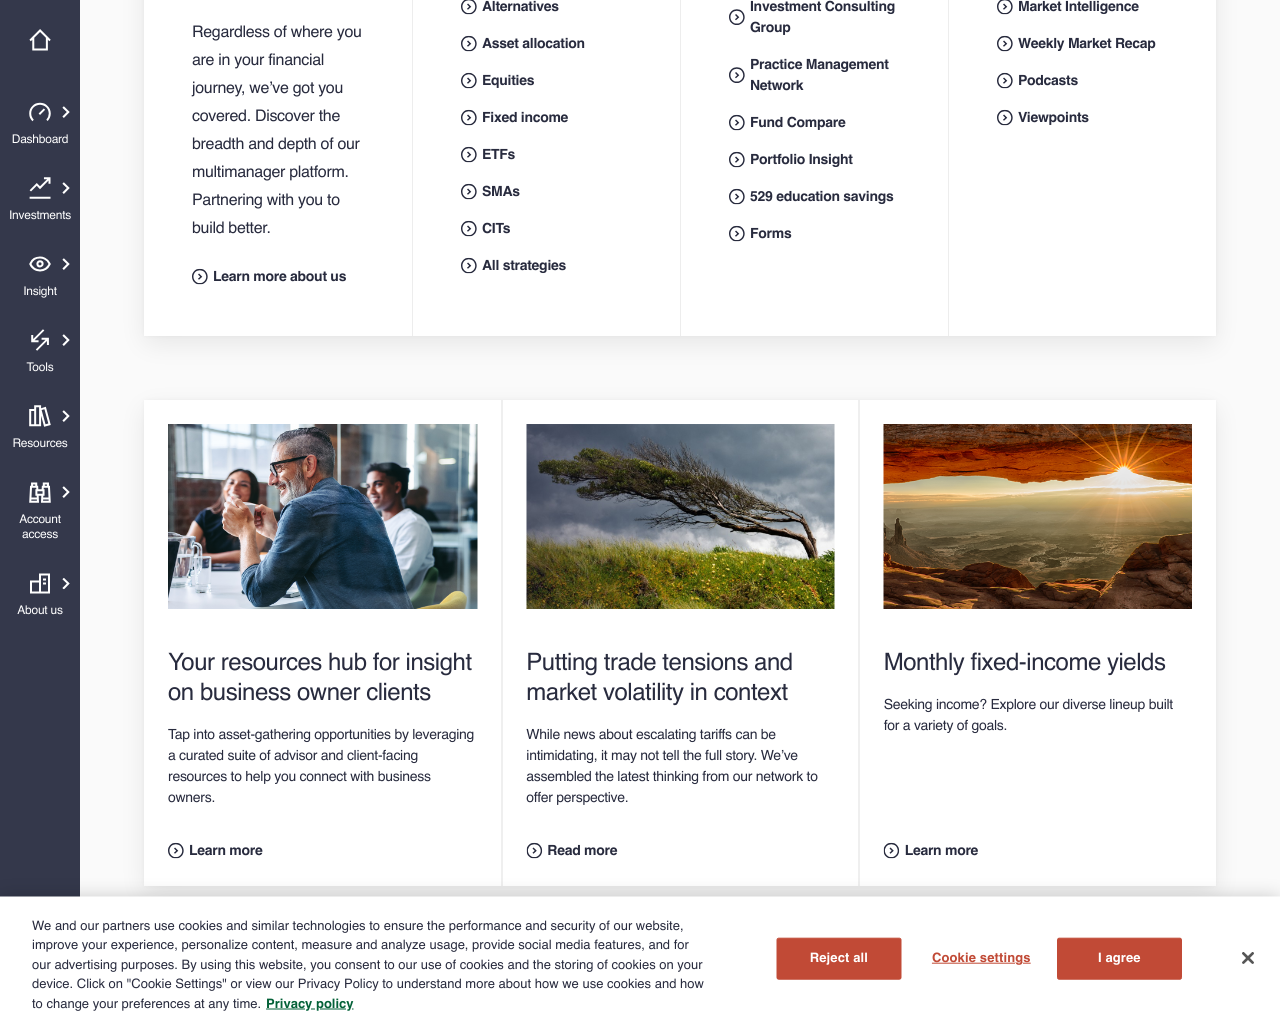 Dashboard
Investments
Insight
Tools
Resources
Account
access
About us
Regardless of where you
are in your financial
journey, we've got you
covered. Discover the
breadth and depth of our
multimanager platform.
Partnering with you to
build better.
Learn more about us
Alternatives
Asset allocation
Equities
Fixed income
ETFs
SMAs
CITs
All strategies
Investment Consulting
Group
Practice Management
Network
Fund Compare
Portfolio Insight
529 education savings
Forms
Market Intelligence
Weekly Market Recap
Podcasts
Viewpoints
Your resources hub for insight
on business owner clients
Tap into asset-gathering opportunities by leveraging
a curated suite of advisor and client-facing
resources to help you connect with business
owners.
Learn more
Putting trade tensions and
market volatility in context
While news about escalating tariffs can be
intimidating, it may not tell the full story. We've
assembled the latest thinking from our network to
offer perspective.
Read more
Monthly fixed-income yields
Seeking income? Explore our diverse lineup built
for a variety of goals.
Learn more
We and our partners use cookies and similar technologies to ensure the performance and security of our website,
improve your experience, personalize content, measure and analyze usage, provide social media features, and for
our advertising purposes. By using this website, you consent to our use of cookies and the storing of cookies on your
device. Click on "Cookie Settings" or view our Privacy Policy to understand more about how we use cookies and how
to change your preferences at any time. Privacy policy
Reject all
Cookie settings
I agree